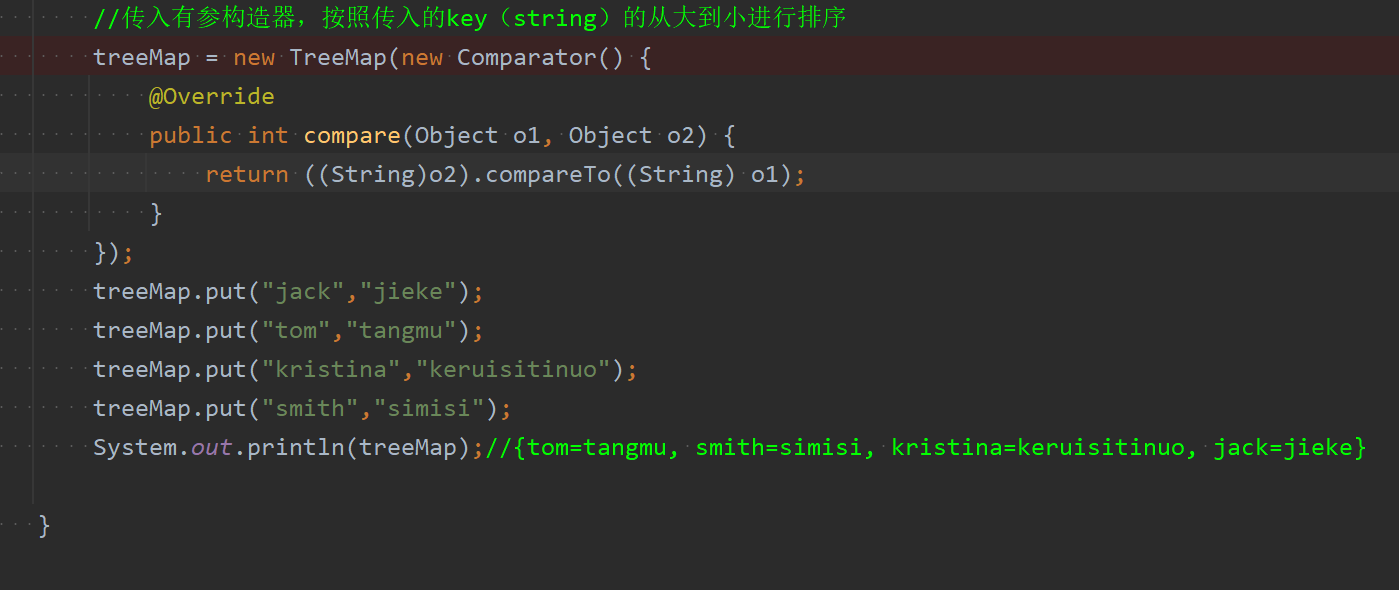 //传入有参构造器，按照传入的key（string）的从大到小进行排序
treeMap = new TreeMap(new Comparator() {
@Override
public int compare(Object o1, Object o2) {
return ((String)o2).compareTo((String) o1);
}
});
treeMap.put("jack","jieke");
treeMap.put("tom","tangmu");
treeMap.put("kristina","keruisitinuo");
treeMap.put("smith","simisi");
System.out.println(treeMap);//{tom=tangmu, smith=simisi, kristina=keruisitinuo, jack=jieke}
}